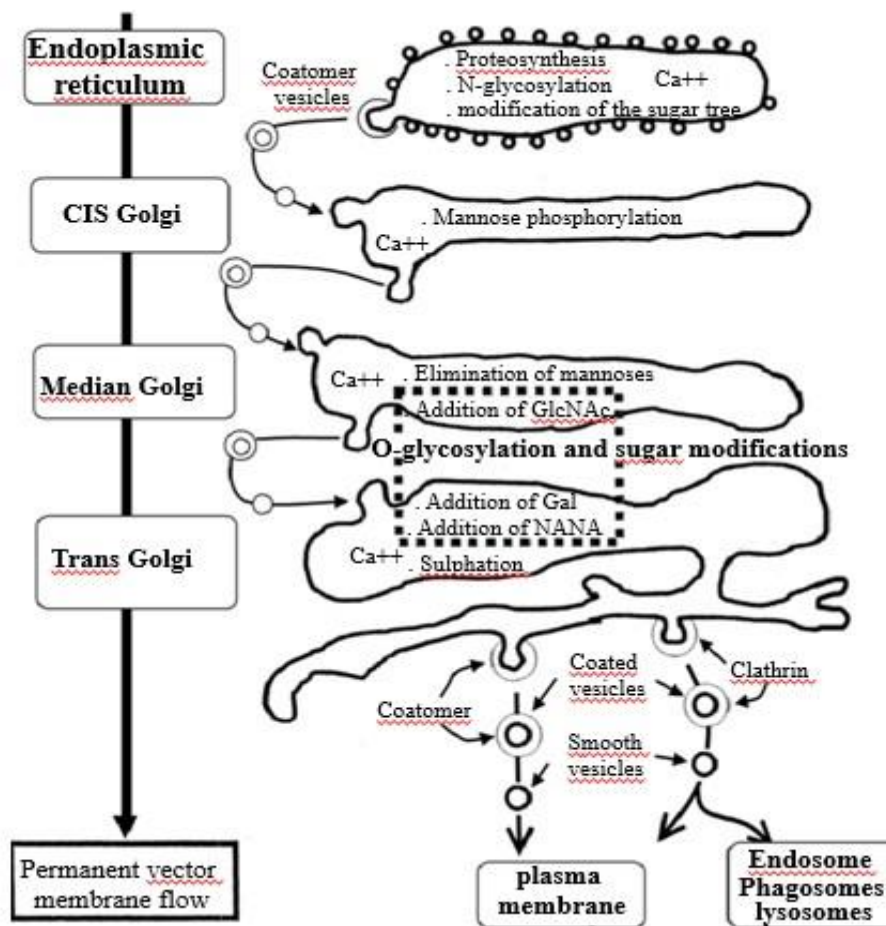 Endoplasmic
reticulum
Coatomer
vesicles
. Proteosynthesis
. N-glycosylation
. modification of the sugar tree
Ca++
CIS Golgi
. Mannose phosphorylation
Ca++
Median Golgi
Ca++
. Elimination of mannoses
Addition of GlcNAc
O-glycosylation and sugar modifications
. Addition of Gal
. Addition of NANA
Trans Golgi
Ca++
. Sulphation
Coatomer
Coated
vesicles
Clathrin
Smooth
vesicles
Permanent vector
membrane flow
plasma
membrane
Endosome
Phagosomes
lysosomes